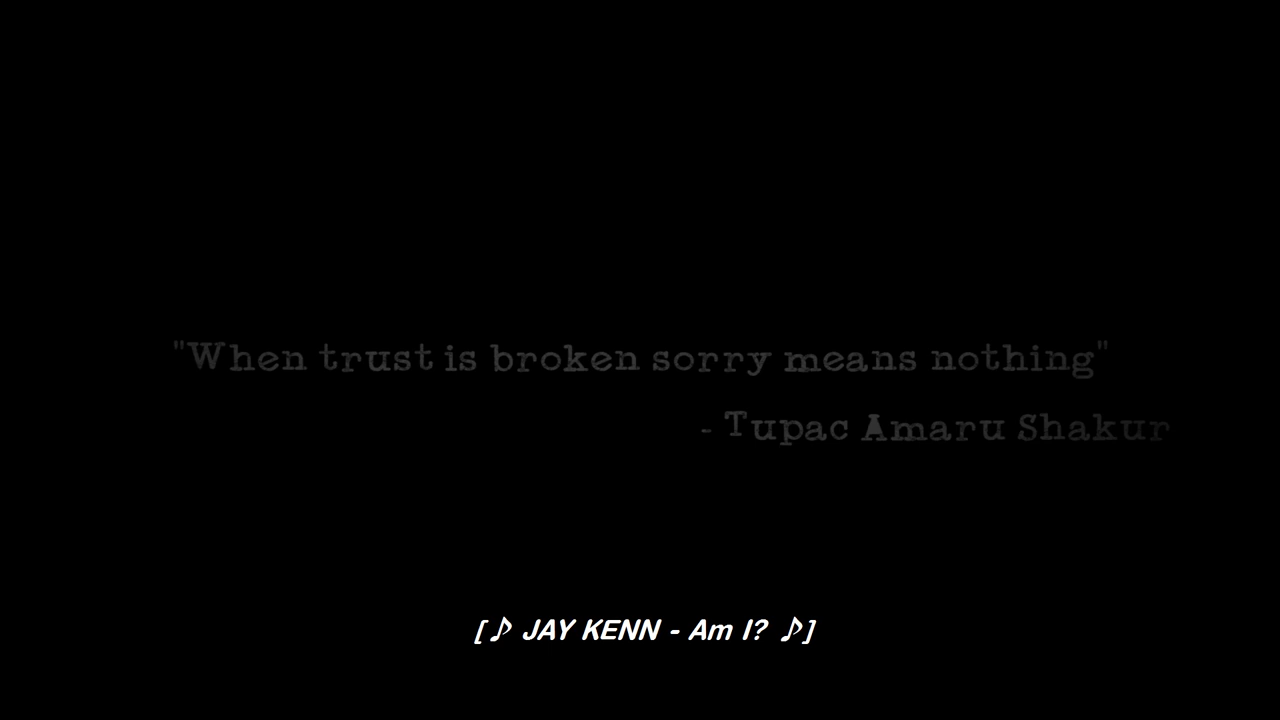 "When trust is broken sorry means nothing"
- Tupac Amaru Shakur
[♪ JAY KENN - Am I? ♪]